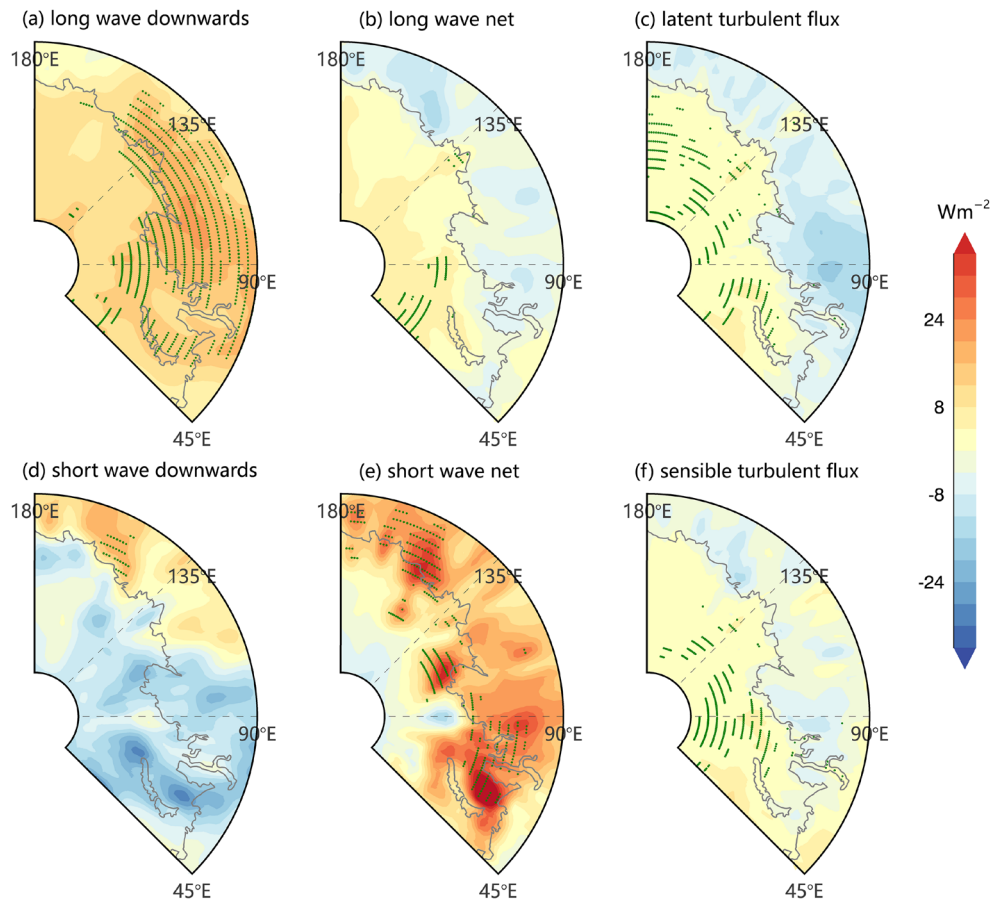 (a) long wave downwards
(b) long wave net
(c) latent turbulent flux
180°E
135°E
90°E
45°E
180°E
135°E
90°E
45°E
180°E
135°E
90°E
45°E
Wm⁻²
24
8
-8
-24
(d) short wave downwards
(e) short wave net
(f) sensible turbulent flux
180°E
135°E
90°E
45°E
180°E
135°E
90°E
45°E
180°E
135°E
90°E
45°E